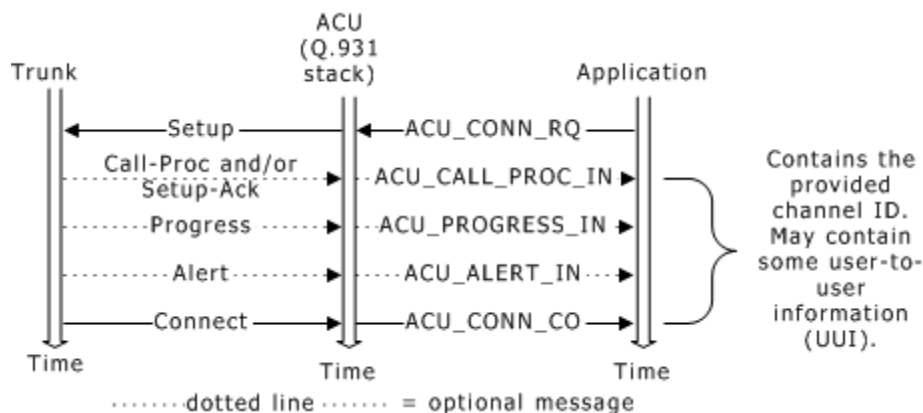 ACU
(Q.931
stack)
Trunk
Application
Setup
ACU_CONN_RQ
Call-Proc and/or
Setup-Ack
ACU_CALL_PROC_IN
Progress
ACU_PROGRESS_IN
Alert
ACU_ALERT_IN
Connect
ACU_CONN_CO
Contains the
provided
channel ID.
May contain
some user-to-
user
information
(UUI).
Time
Time
Time
dotted line = optional message